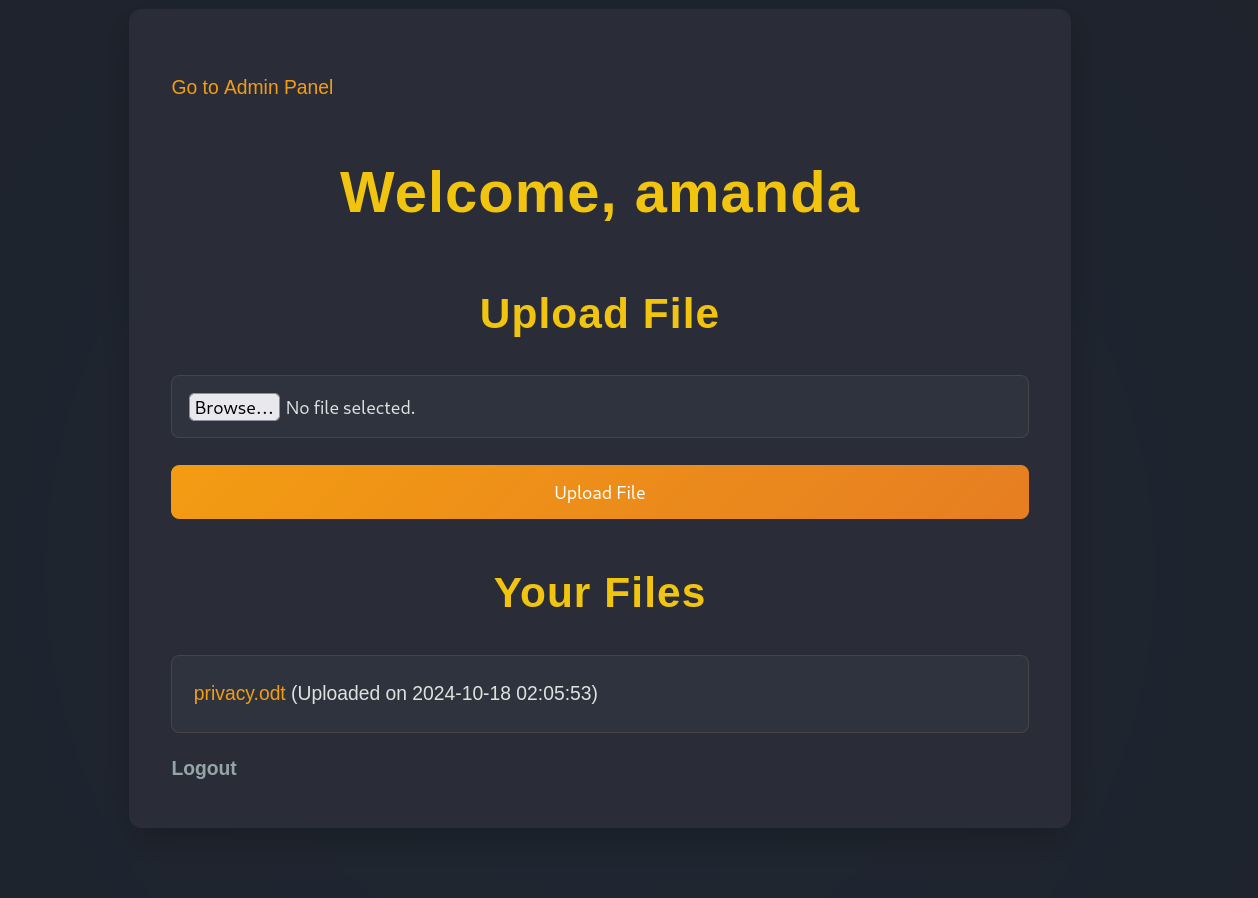 Go to Admin Panel
Welcome, amanda
Upload File
Browse... No file selected.
Upload File
Your Files
privacy.odt (Uploaded on 2024-10-18 02:05:53)
Logout